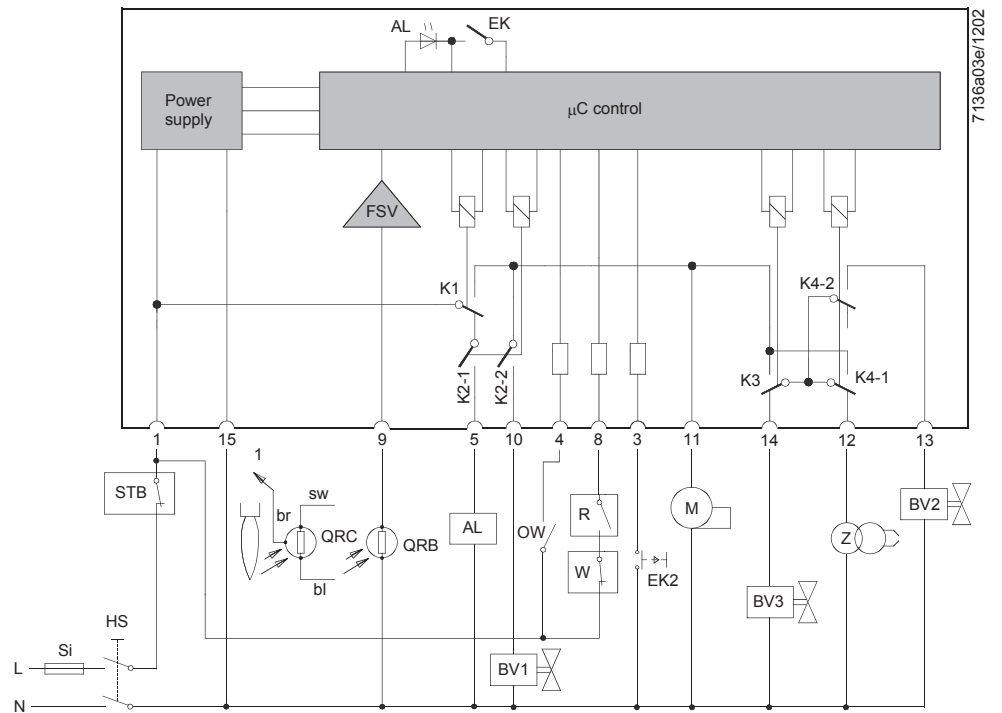 AL
EK
7136a03e/1202
Power
supply
µC control
FSV
K1
K2-1
K2-2
K4-2
K3
K4-1
1
15
9
5
10
4
8
3
11
14
12
13
STB
1
sw
br
QRC
bl
QRB
AL
OW
R
W
EK2
M
Z
BV2
BV3
BV1
HS
Si
L
N